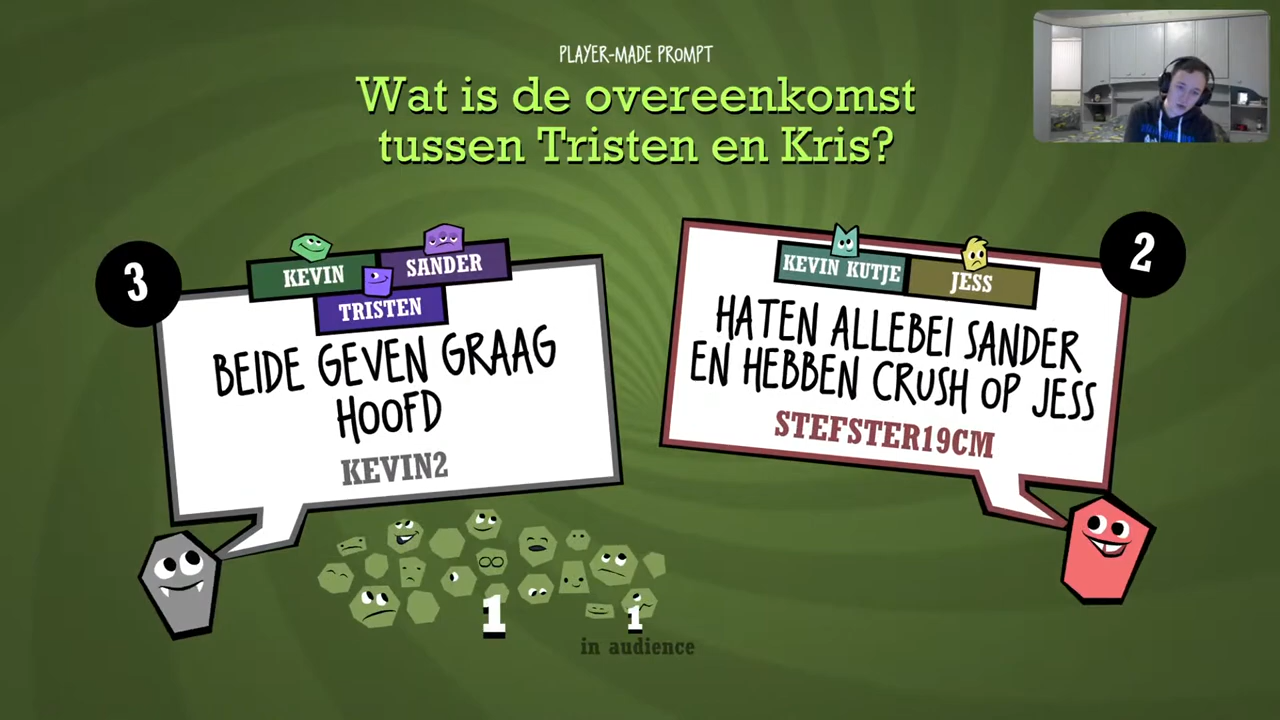 PLAYER-MADE PROMPT
Wat is de overeenkomst
tussen Tristen en Kris?
3
KEVIN
SANDER
TRISTEN
BEIDE GEVEN GRAAG
HOOFD
KEVIN2
2
KEVIN KUTJE
JESS
HATEN ALLEBEI SANDER
EN HEBBEN CRUSH OP JESS
STEFSTER19CM
1
1
in audience